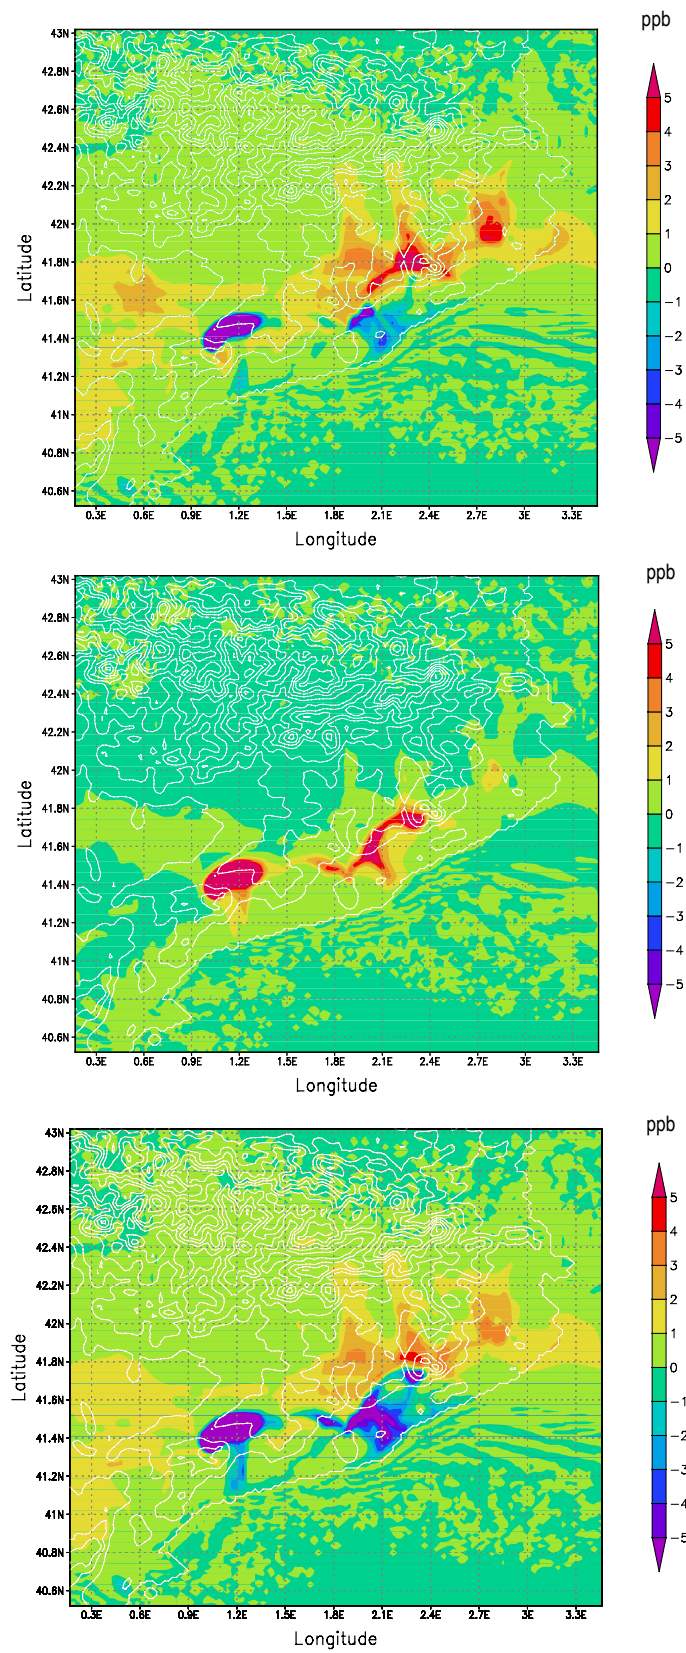 ppb
43N
42.8N
42.6N
42.4N
42.2N
42N
41.8N
41.6N
41.4N
41.2N
41N
40.8N
40.6N
Latitude
0.3E 0.6E 0.9E 1.2E 1.5E 1.8E 2.1E 2.4E 2.7E 3E 3.3E
Longitude
5
4
3
2
1
0
−1
−2
−3
−4
−5
ppb
43N
42.8N
42.6N
42.4N
42.2N
42N
41.8N
41.6N
41.4N
41.2N
41N
40.8N
40.6N
Latitude
0.3E 0.6E 0.9E 1.2E 1.5E 1.8E 2.1E 2.4E 2.7E 3E 3.3E
Longitude
5
4
3
2
1
0
−1
−2
−3
−4
−5
ppb
43N
42.8N
42.6N
42.4N
42.2N
42N
41.8N
41.6N
41.4N
41.2N
41N
40.8N
40.6N
Latitude
0.3E 0.6E 0.9E 1.2E 1.5E 1.8E 2.1E 2.4E 2.7E 3E 3.3E
Longitude
5
4
3
2
1
0
−1
−2
−3
−4
−5